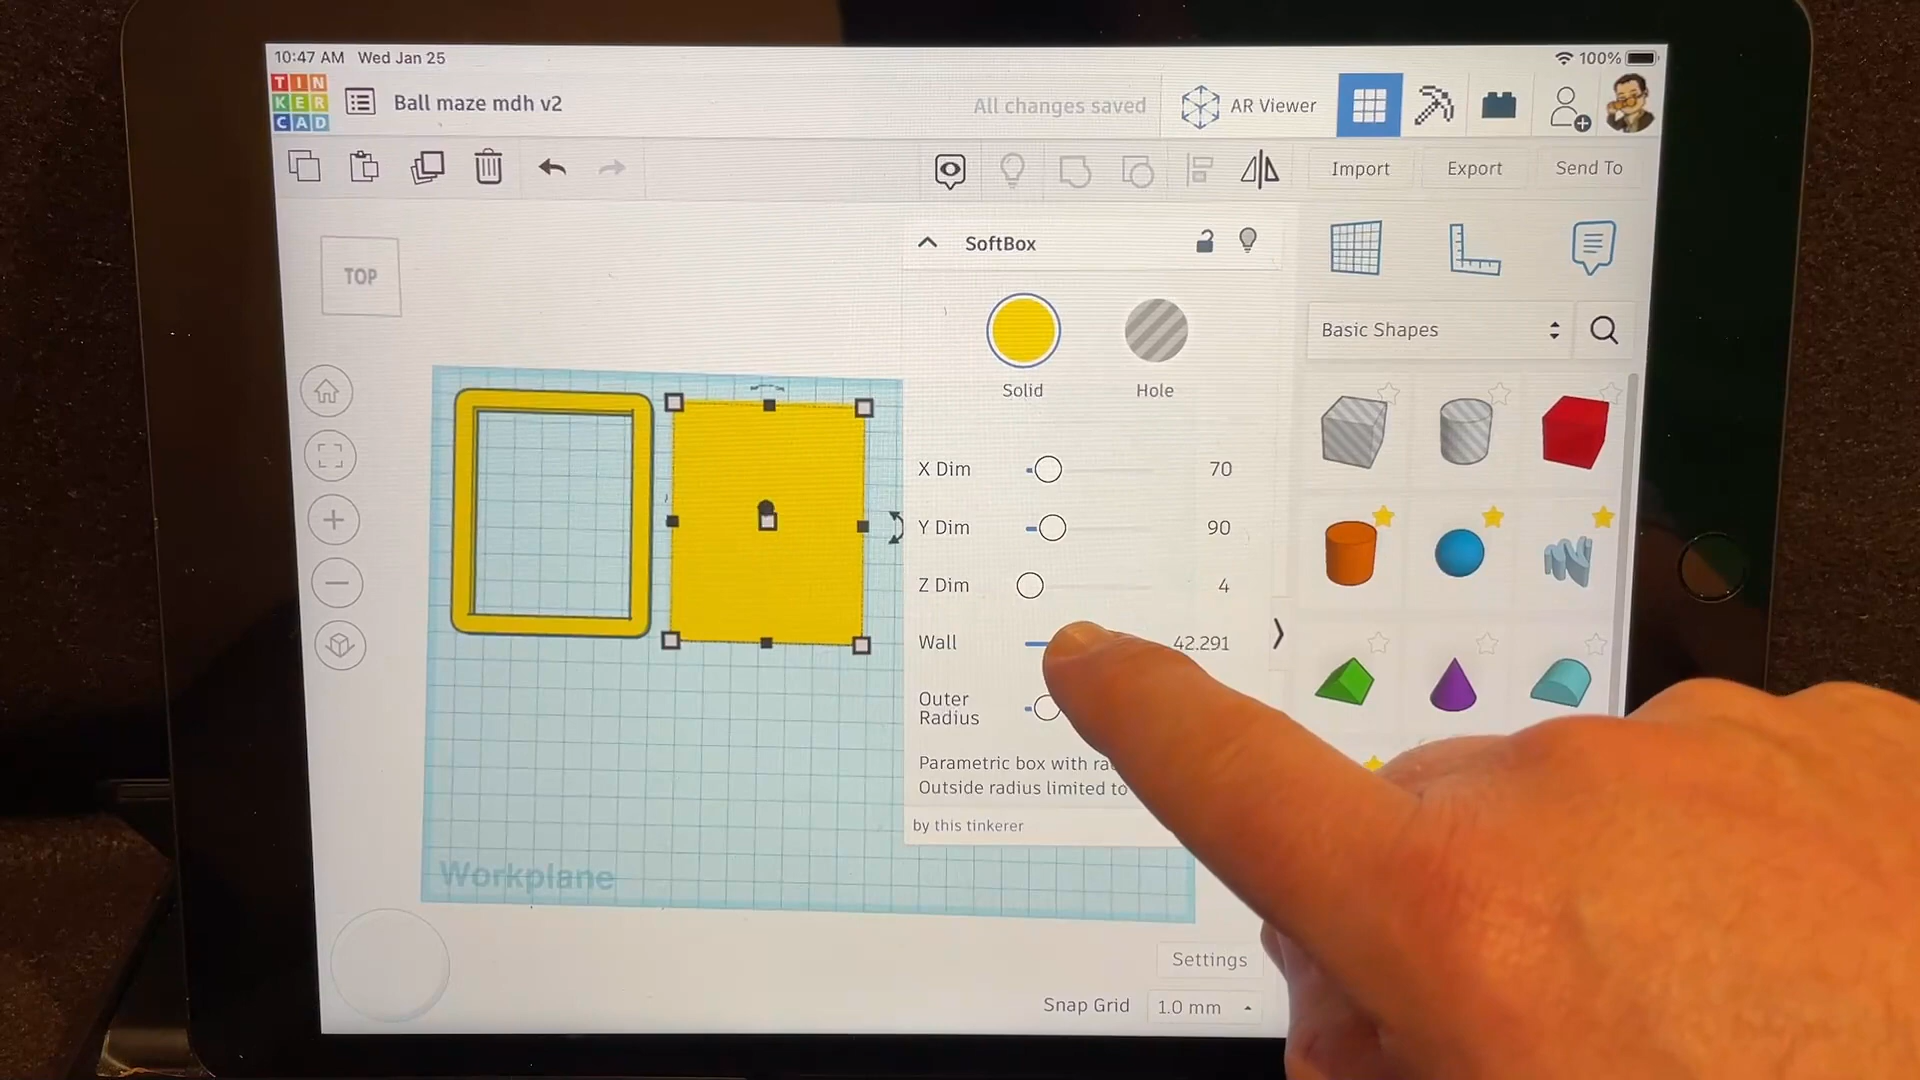 10:47 AM Wed Jan 25
100%
TIN
KER
CAD
Ball maze mdh v2
All changes saved
AR Viewer
Import
Export
Send To
TOP
SoftBox
Solid
Hole
Basic Shapes
X Dim 70
Y Dim 90
Z Dim 4
Wall 42.291
Outer
Radius
Parametric box with
Outside radius limited to
by this tinkerer
Workplane
Settings
Snap Grid 1.0 mm